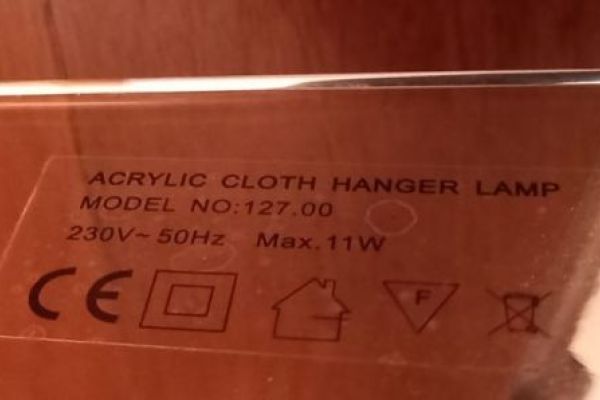 ACRYLIC CLOTH HANGER LAMP
MODEL NO:127.00
230V~ 50Hz Max.11W
CE F